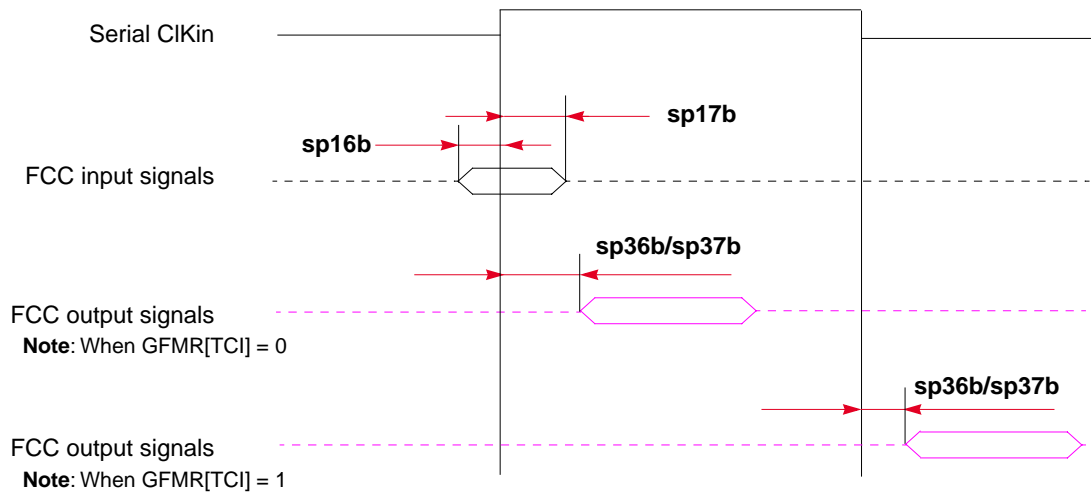 Serial ClKin
sp17b
sp16b
FCC input signals
sp36b/sp37b
FCC output signals
Note: When GFMR[TCI] = 0
sp36b/sp37b
FCC output signals
Note: When GFMR[TCI] = 1